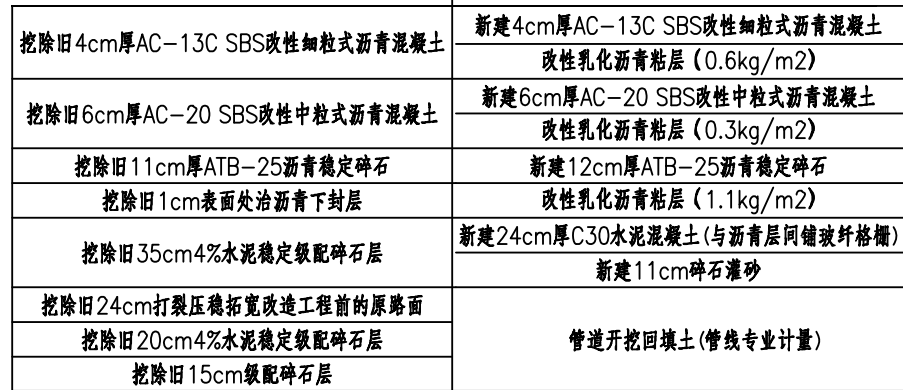 挖除旧4cm厚AC-13C SBS改性细粒式沥青混凝土
新建4cm厚AC-13C SBS改性细粒式沥青混凝土
改性乳化沥青粘层(0.6kg/m2)
挖除旧6cm厚AC-20 SBS改性中粒式沥青混凝土
新建6cm厚AC-20 SBS改性中粒式沥青混凝土
改性乳化沥青粘层(0.3kg/m2)
挖除旧11cm厚ATB-25沥青稳定碎石
新建12cm厚ATB-25沥青稳定碎石
挖除旧1cm表面处治沥青下封层
改性乳化沥青粘层(1.1kg/m2)
挖除旧35cm4%水泥稳定级配碎石层
新建24cm厚C30水泥混凝土(与沥青层间铺玻纤格栅)
新建11cm碎石灌砂
挖除旧24cm打裂压稳拓宽改造工程前的原路面
挖除旧20cm4%水泥稳定级配碎石层
挖除旧15cm级配碎石层
管道开挖回填土(管线专业计量)